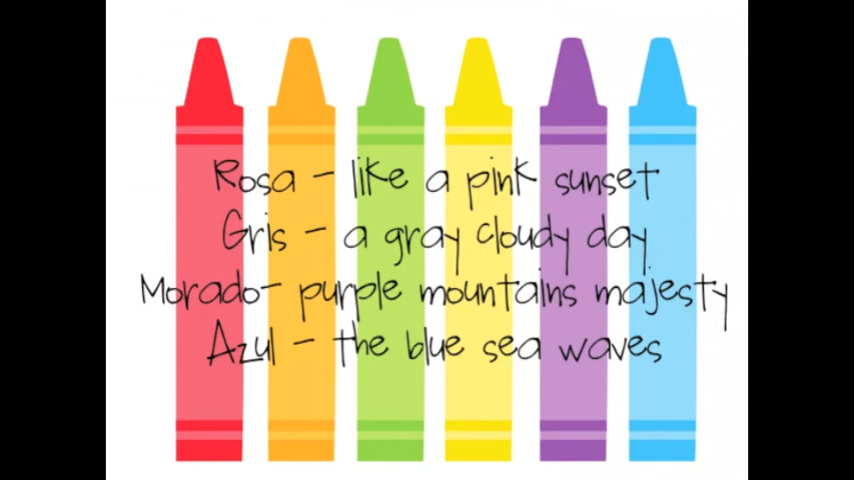 Rosa - like a pink sunset
Gris - a gray cloudy day
Morado- purple mountains majesty
Azul - the blue sea waves